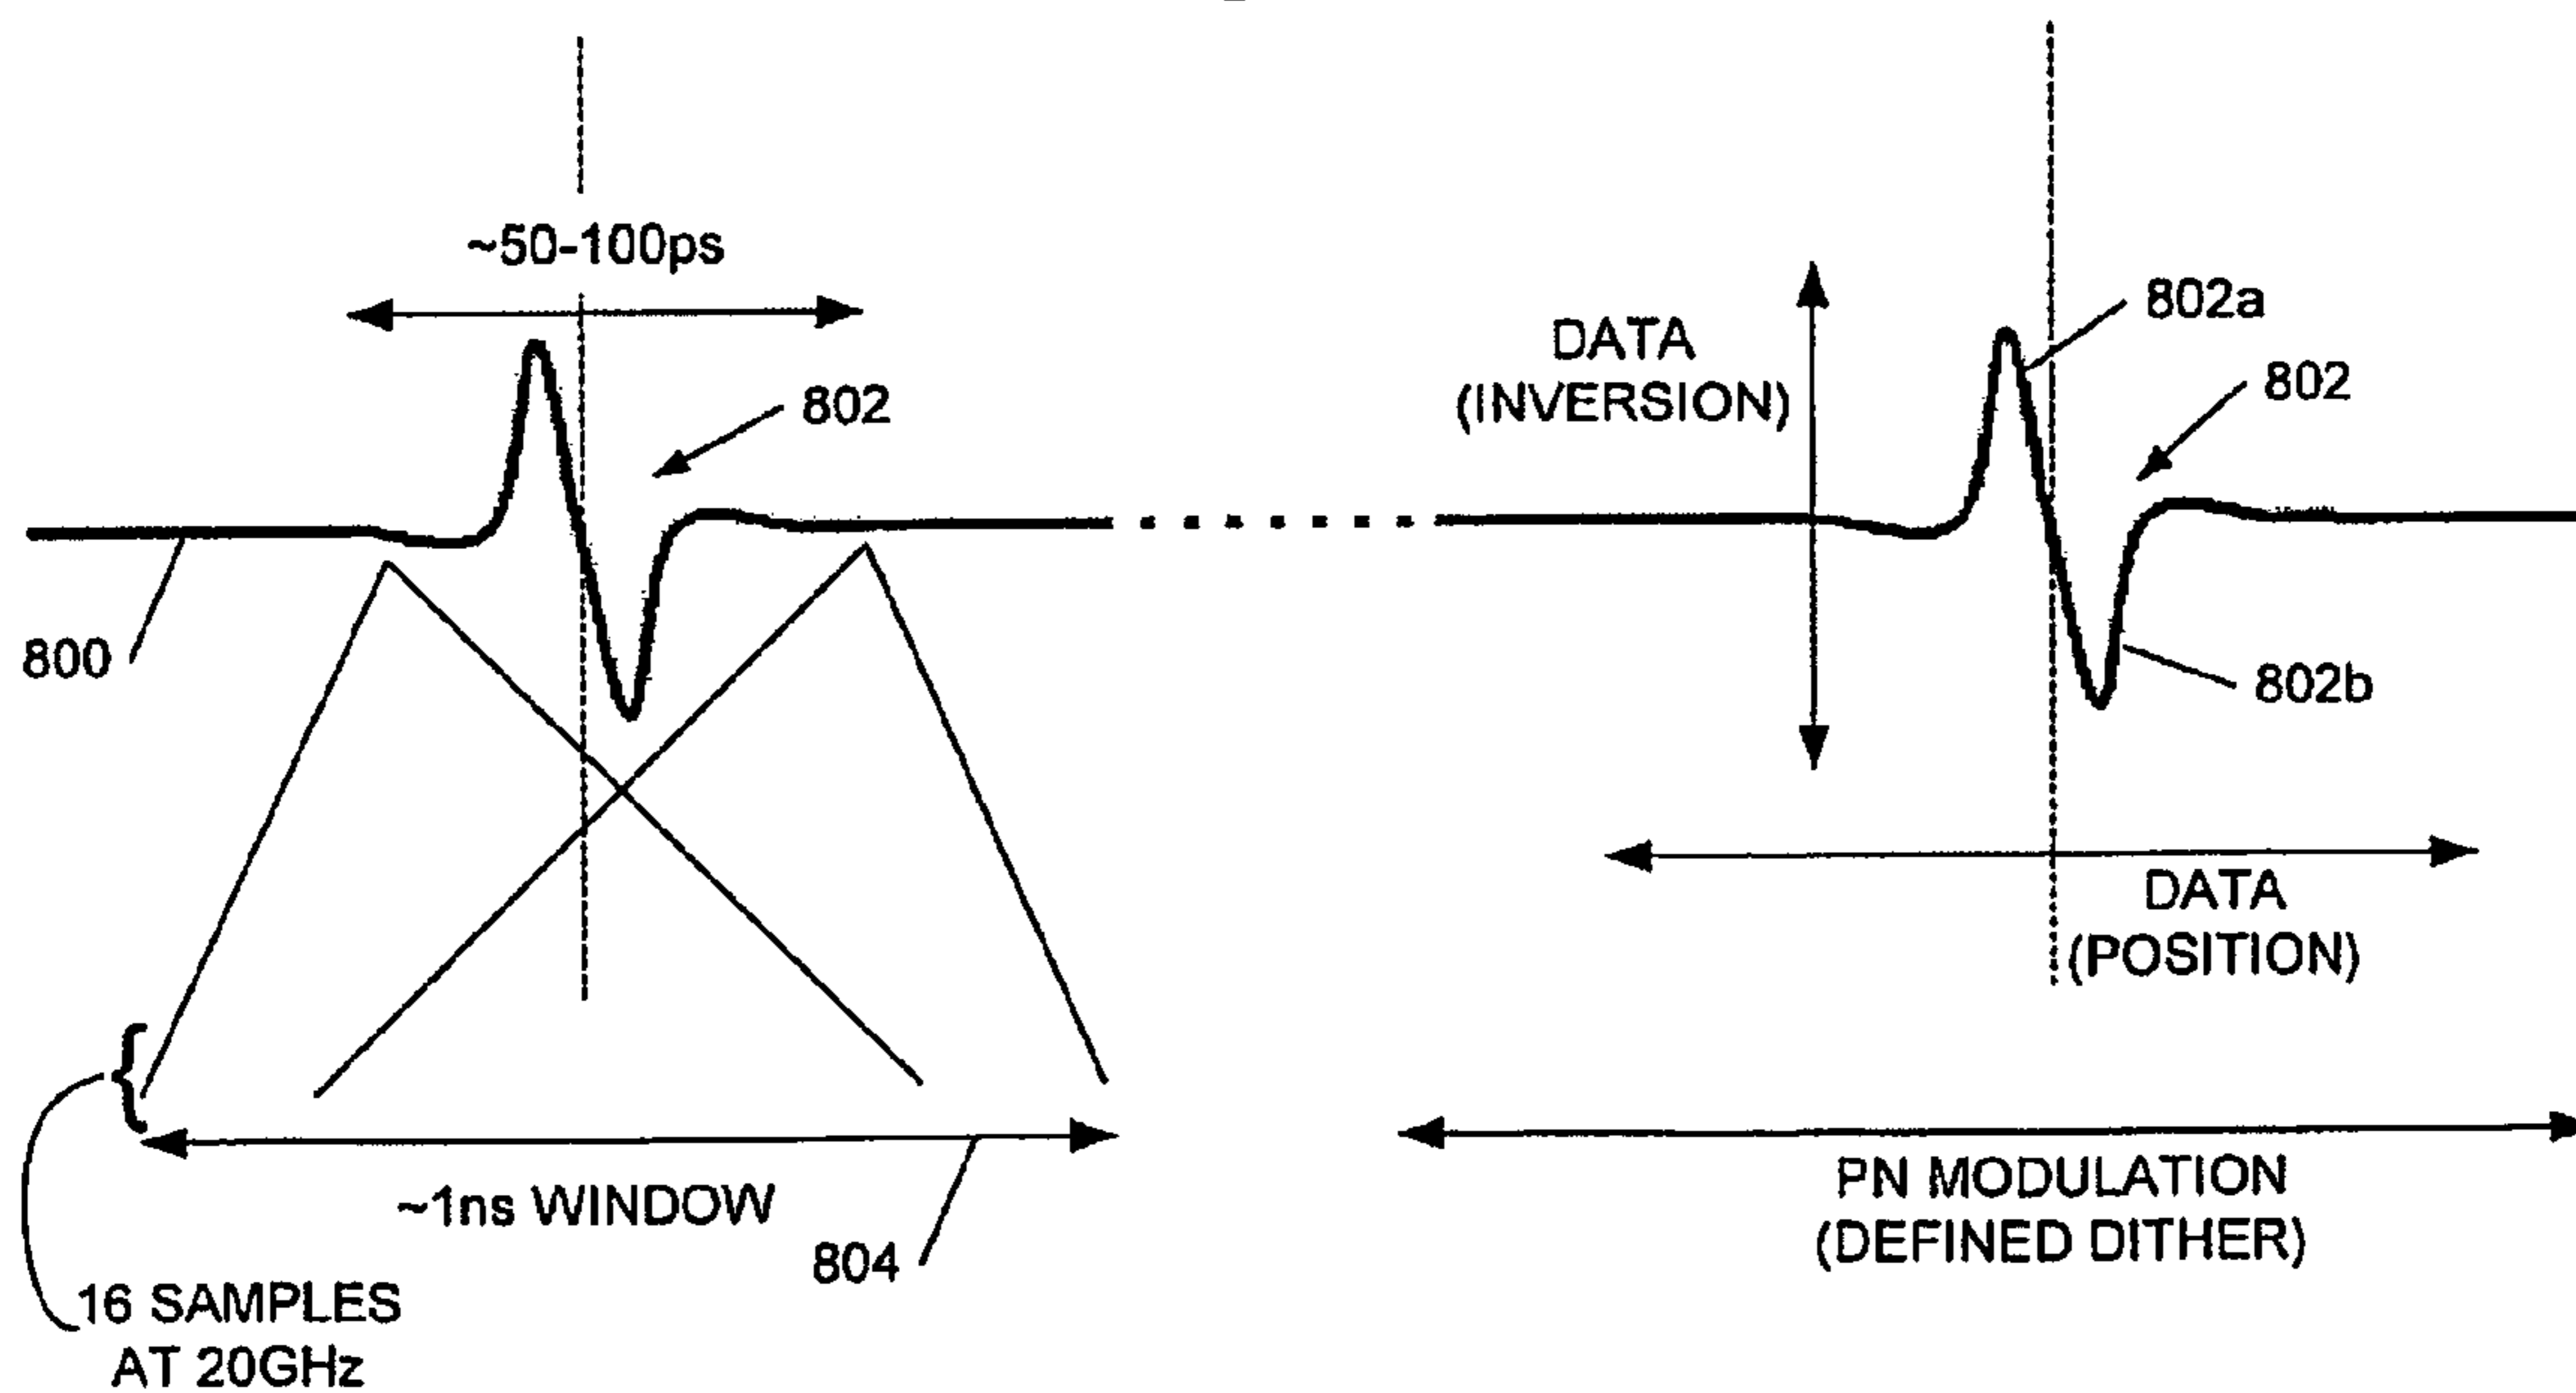 ~50-100ps
802
800
~1ns WINDOW
804
16 SAMPLES
AT 20GHz
DATA
(INVERSION)
802a
802
802b
DATA
(POSITION)
PN MODULATION
(DEFINED DITHER)